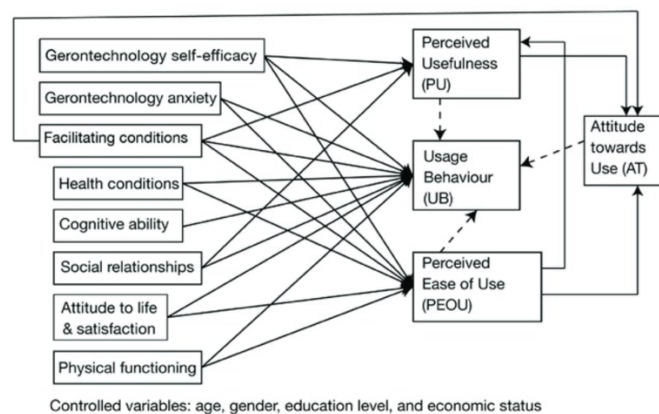 Gerontechnology self-efficacy
Gerontechnology anxiety
Facilitating conditions
Health conditions
Cognitive ability
Social relationships
Attitude to life
& satisfaction
Physical functioning
Perceived
Usefulness
(PU)
Usage
Behaviour
(UB)
Perceived
Ease of Use
(PEOU)
Attitude
towards
Use (AT)
Controlled variables: age, gender, education level, and economic status